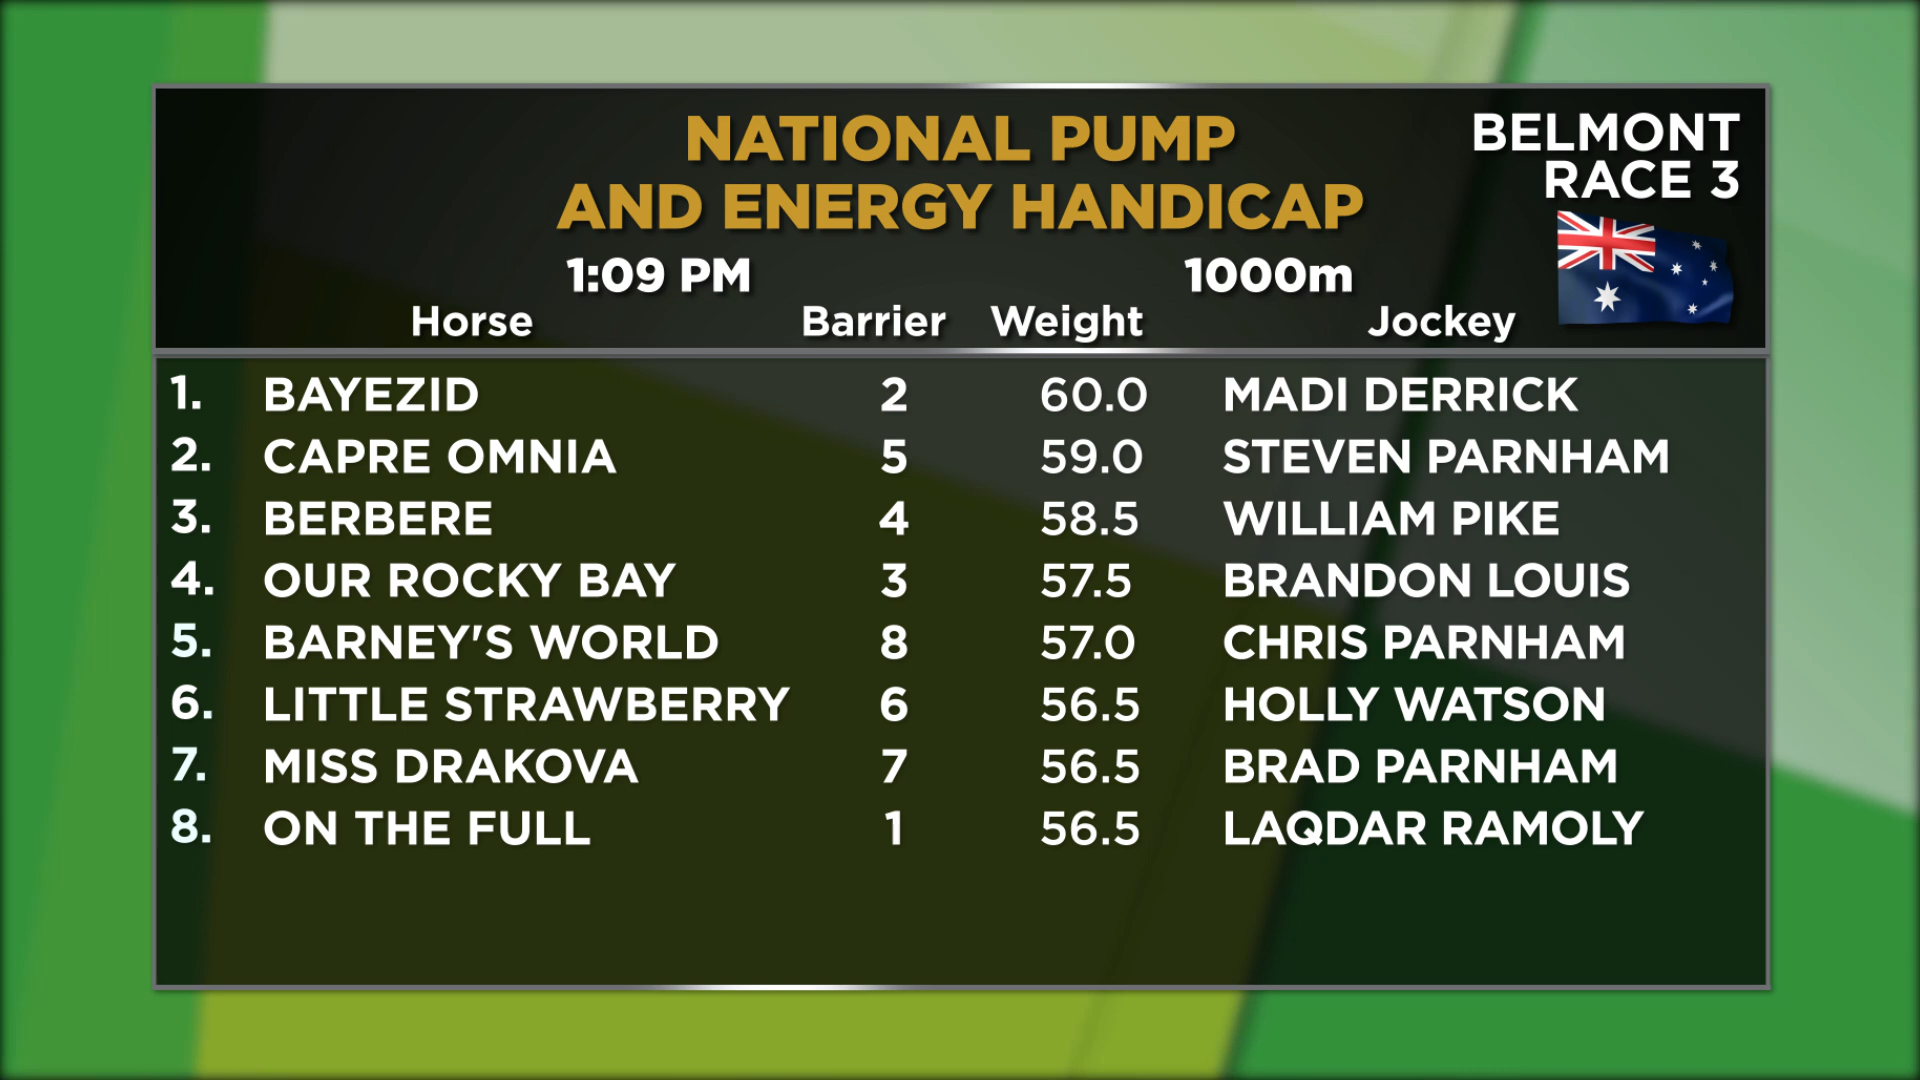 NATIONAL PUMP
AND ENERGY HANDICAP
BELMONT
RACE 3
1:09 PM 1000m
Horse Barrier Weight Jockey
1. BAYEZID 2 60.0 MADI DERRICK
2. CAPRE OMNIA 5 59.0 STEVEN PARNHAM
3. BERBERE 4 58.5 WILLIAM PIKE
4. OUR ROCKY BAY 3 57.5 BRANDON LOUIS
5. BARNEY'S WORLD 8 57.0 CHRIS PARNHAM
6. LITTLE STRAWBERRY 6 56.5 HOLLY WATSON
7. MISS DRAKOVA 7 56.5 BRAD PARNHAM
8. ON THE FULL 1 56.5 LAQDAR RAMOLY